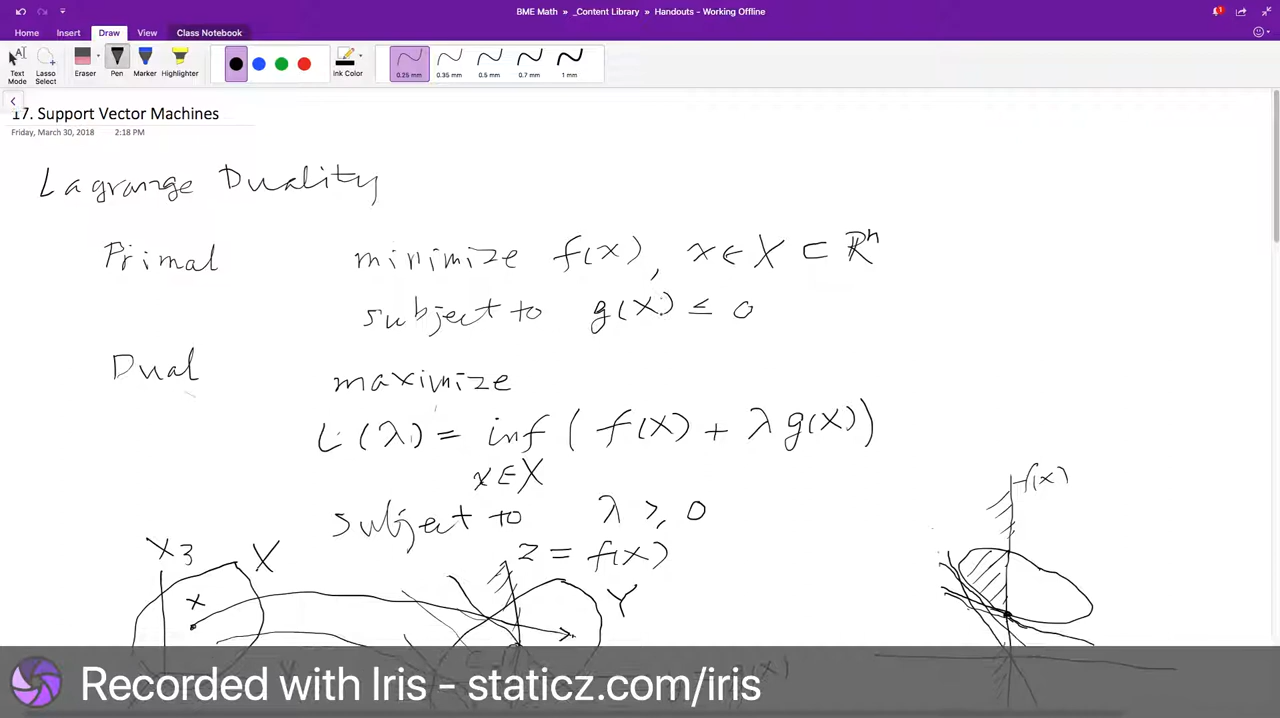 BME Math » _Content Library » Handouts - Working Offline
1
Home Insert Draw View Class Notebook
Text Mode
Lasso Select
Eraser
Pen
Marker
Highlighter
Ink Color
0.25 mm 0.35 mm 0.5 mm 0.7 mm 1 mm
17. Support Vector Machines
Friday, March 30, 2018 2:18 PM
Lagrange Duality
Primal minimize f(x), x ∈ X ⊂ ℝⁿ
subject to g(x) ≤ 0
Dual maximize
L(λ) = inf ( f(x) + λ g(x))
x ∈ X
subject to λ ≥ 0
f(x)
z = f(x)
X3 X
x
Y
Recorded with Iris - staticz.com/iris